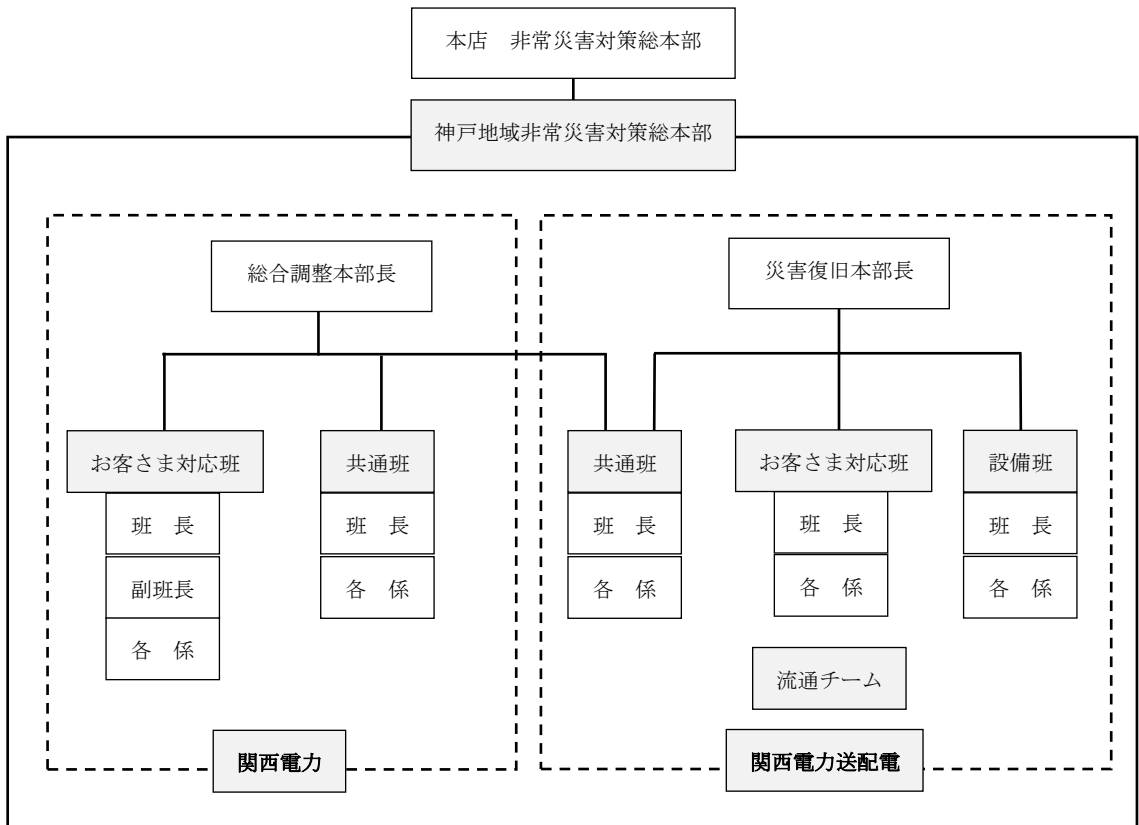 本店　非常災害対策総本部
神戸地域非常災害対策総本部
総合調整本部長
災害復旧本部長
お客さま対応班
班　長
副班長
各　係
共通班
班　長
各　係
共通班
班　長
各　係
お客さま対応班
班　長
各　係
設備班
班　長
各　係
流通チーム
関西電力
関西電力送配電